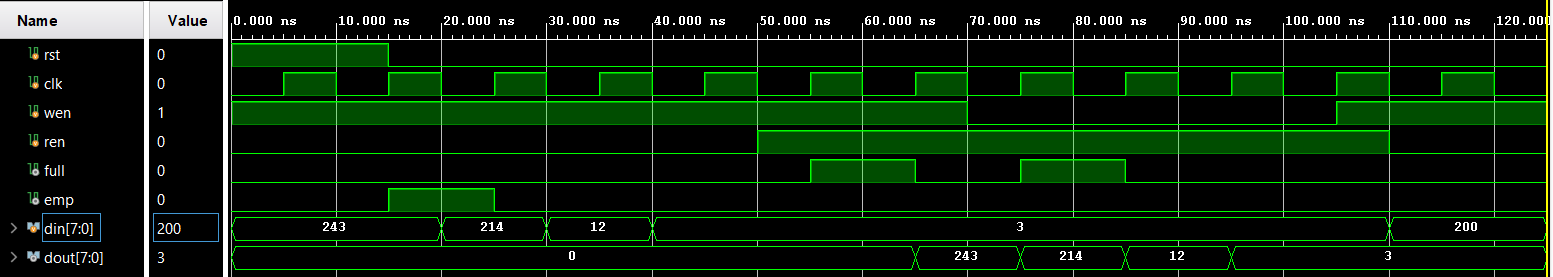 Name Value 0.000 ns 10.000 ns 20.000 ns 30.000 ns 40.000 ns 50.000 ns 60.000 ns 70.000 ns 80.000 ns 90.000 ns 100.000 ns 110.000 ns 120.000
rst 0
clk 0
wen 1
ren 0
full 0
emp 0
din[7:0] 200 243 214 12 3 200
dout[7:0] 3 0 243 214 12 3